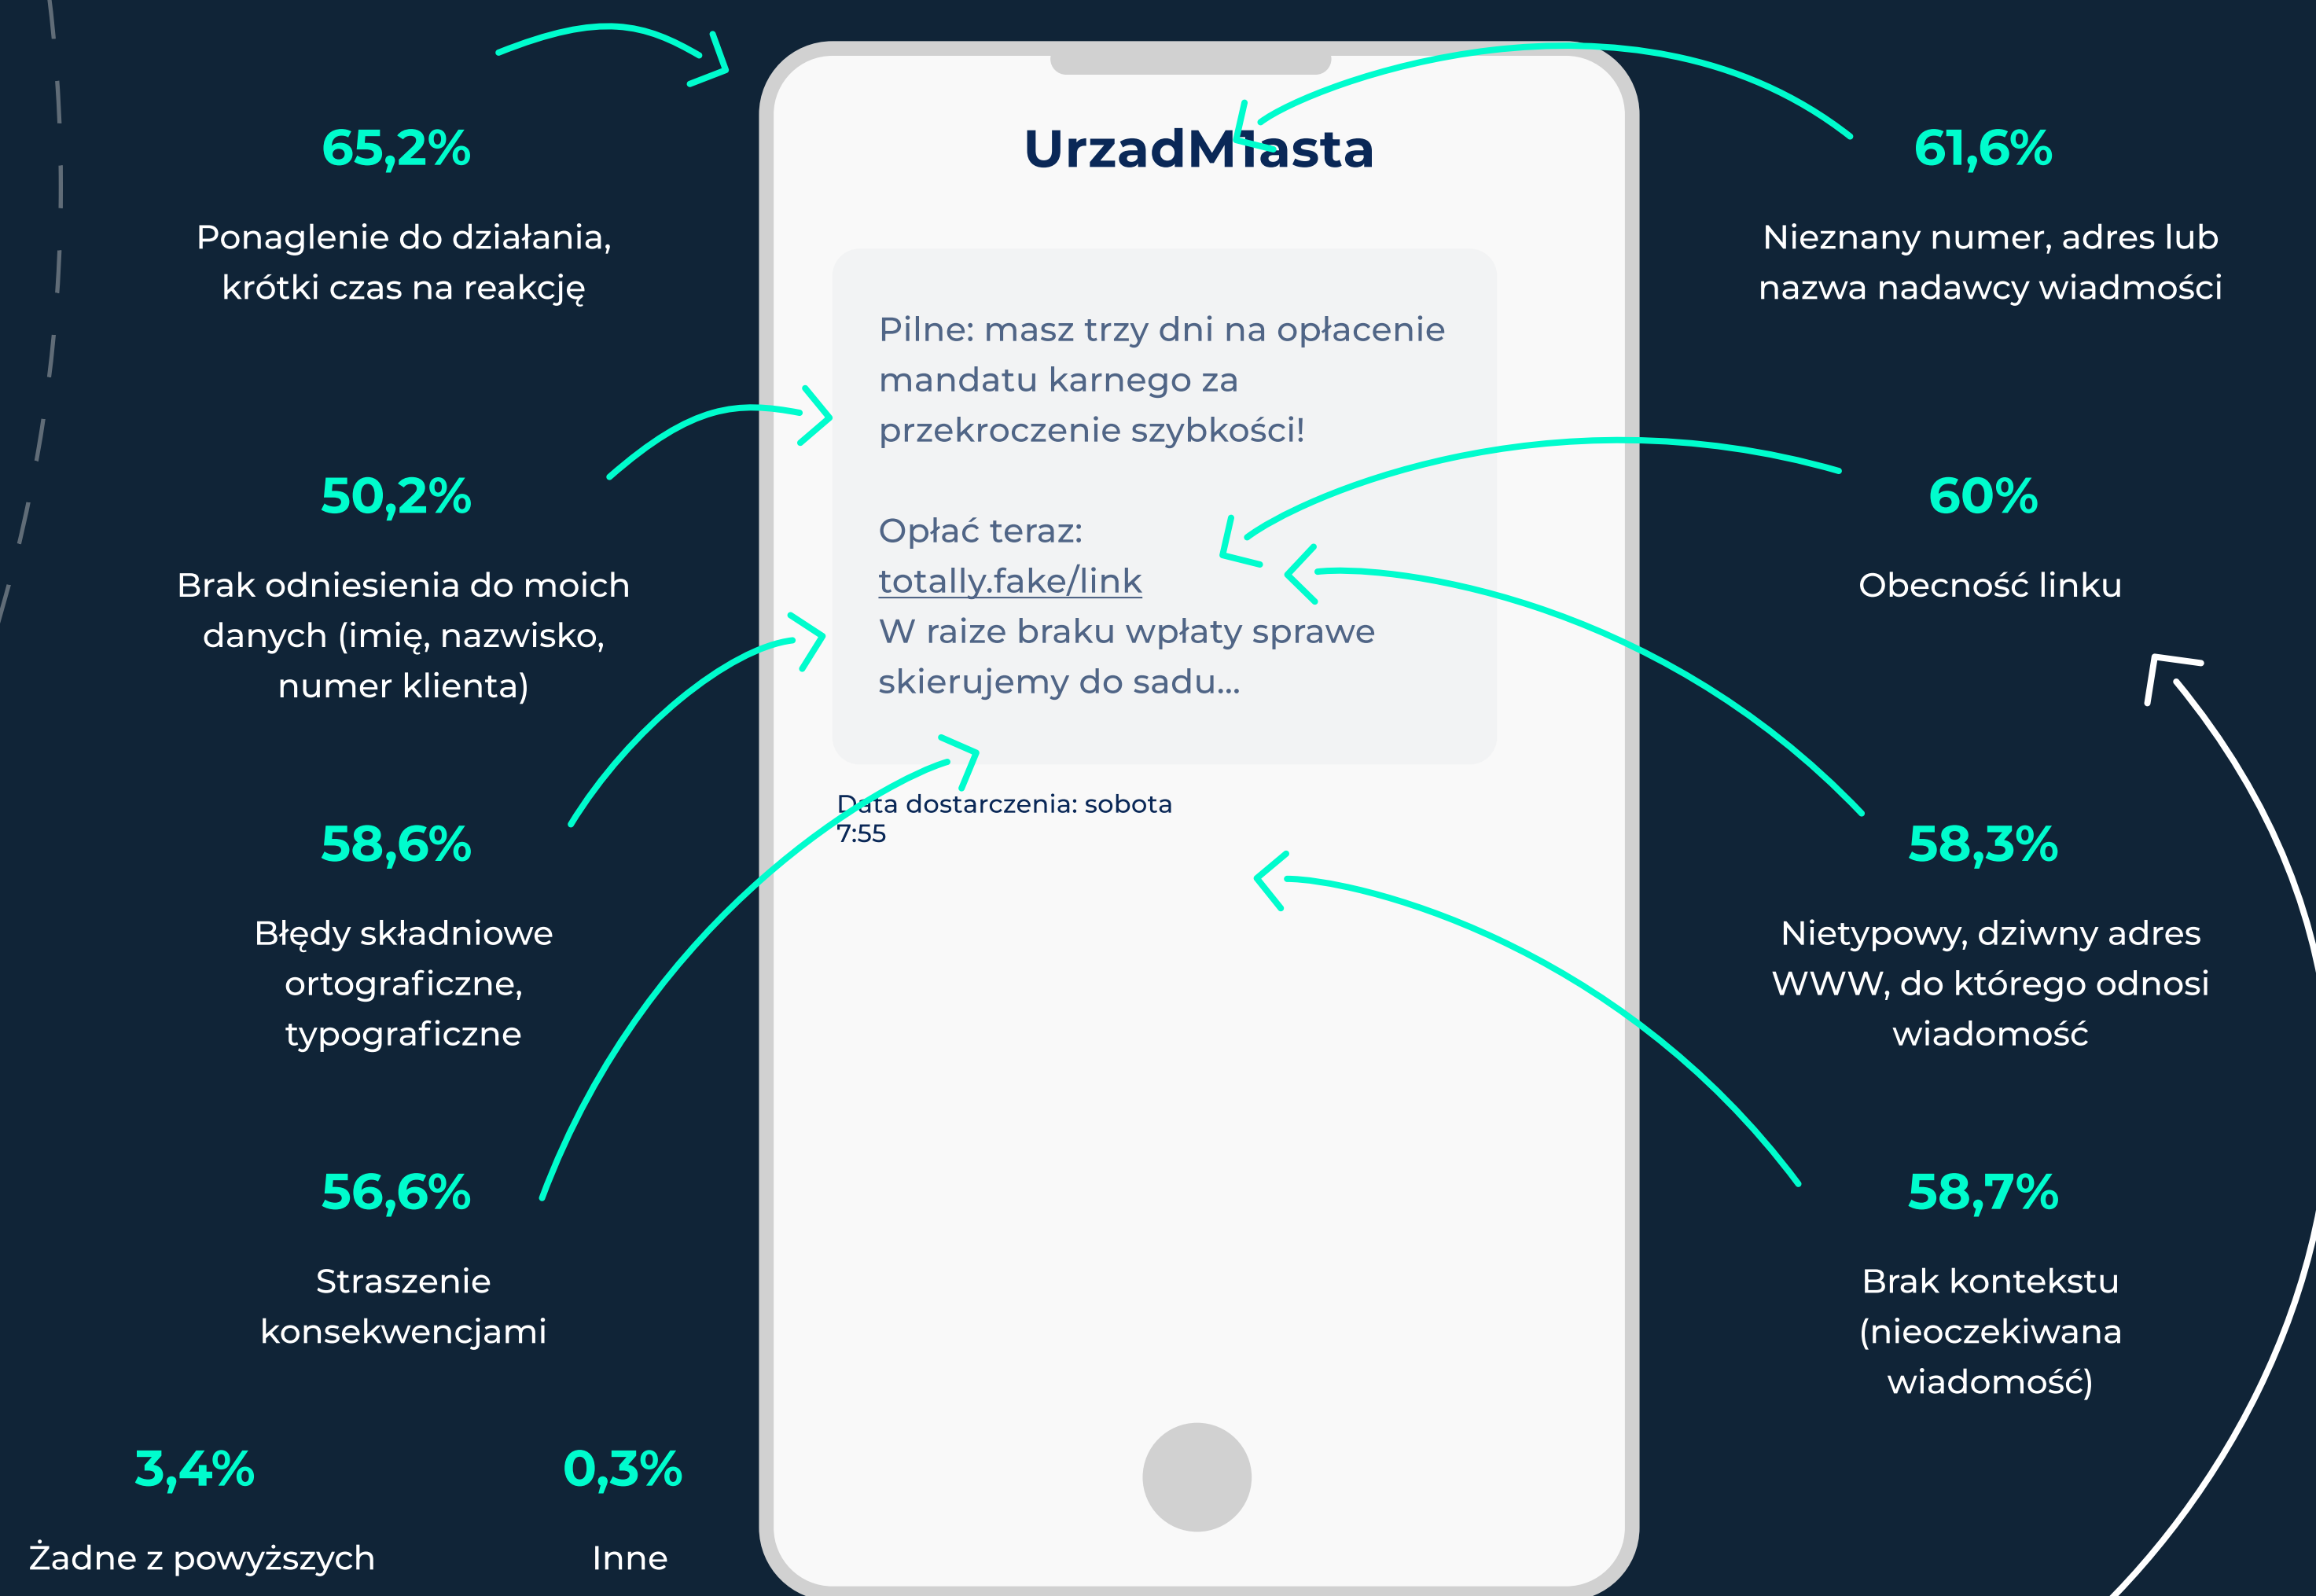 65,2%
Ponaglenie do działania,
krótki czas na reakcję
50,2%
Brak odniesienia do moich
danych (imię, nazwisko,
numer klienta)
58,6%
Błędy składniowe
ortograficzne,
typograficzne
56,6%
Straszenie
konsekwencjami
3,4%
Żadne z powyższych
0,3%
Inne
UrzadMiasta
Pilne: masz trzy dni na opłacenie
mandatu karnego za
przekroczenie szybkości!
Opłać teraz:
totally.fake/link
W raize braku wpłaty sprawe
skierujemy do sadu...
Data dostarczenia: sobota
7:55
61,6%
Nieznany numer, adres lub
nazwa nadawcy wiadmości
60%
Obecność linku
58,3%
Nietypowy, dziwny adres
WWW, do którego odnosi
wiadomość
58,7%
Brak kontekstu
(nieoczekiwana
wiadomość)